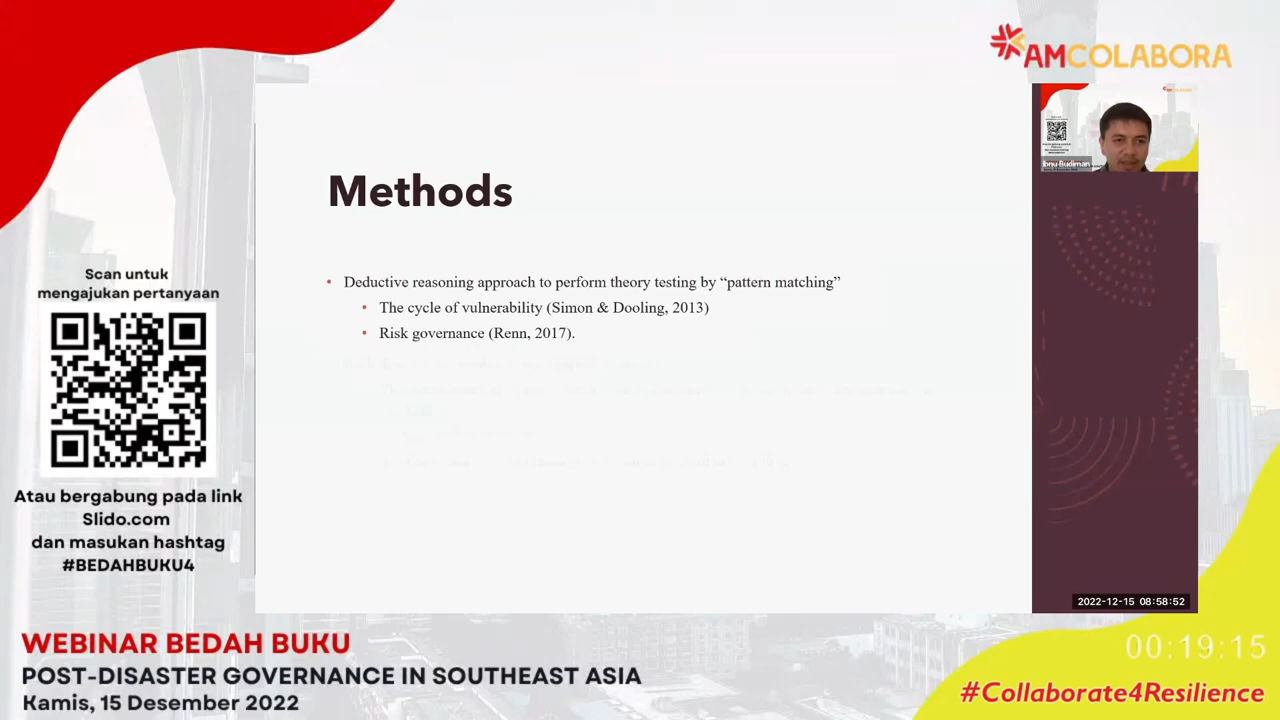 AMCOLABORA
Ibnu Budiman
Methods
• Deductive reasoning approach to perform theory testing by “pattern matching”
• The cycle of vulnerability (Simon & Dooling, 2013)
• Risk governance (Renn, 2017).
Scan untuk
mengajukan pertanyaan
Atau bergabung pada link
Slido.com
dan masukan hashtag
#BEDAHBUKU4
2022-12-15 08:58:52
WEBINAR BEDAH BUKU
POST-DISASTER GOVERNANCE IN SOUTHEAST ASIA
Kamis, 15 Desember 2022
00:19:15
#Collaborate4Resilience